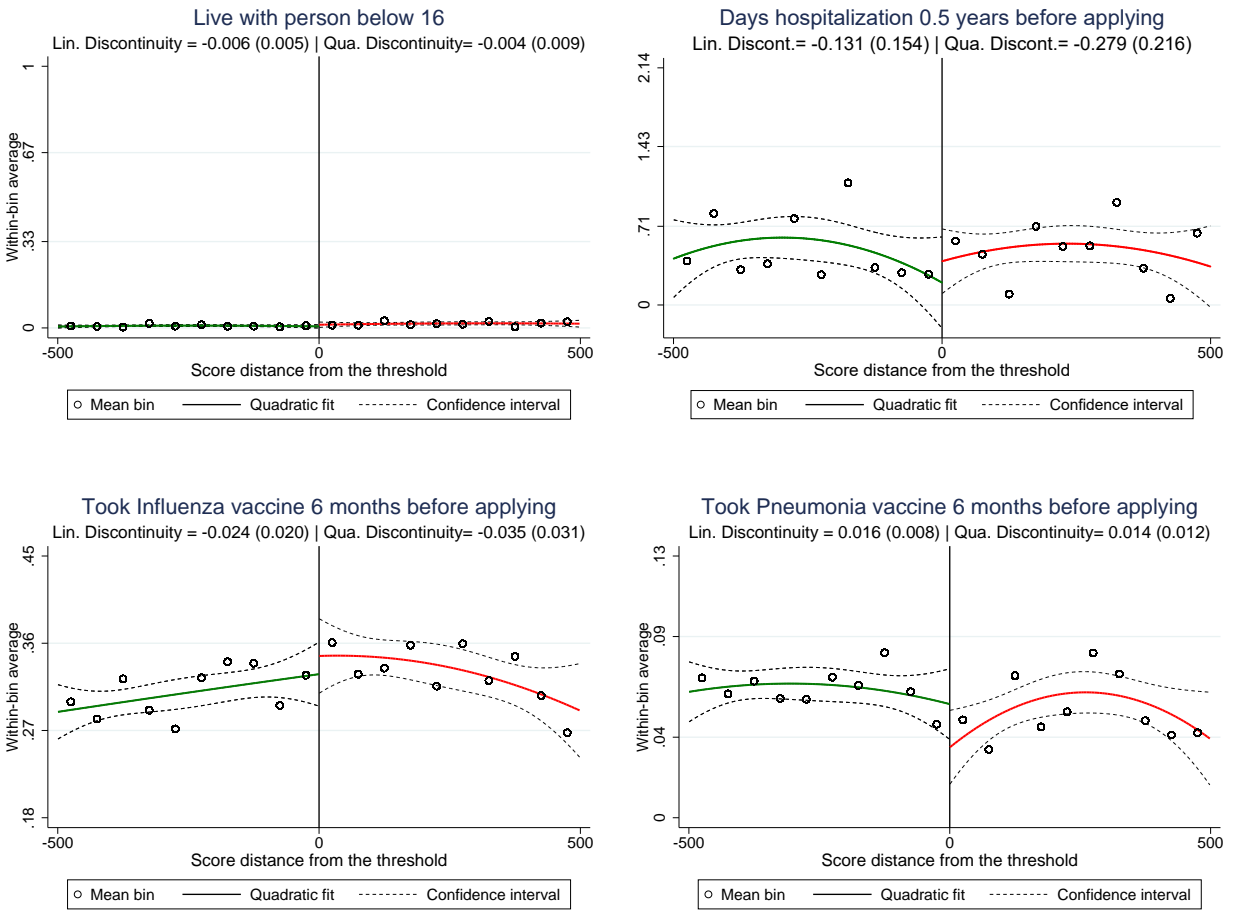 Live with person below 16
Lin. Discontinuity = -0.006 (0.005) | Qua. Discontinuity= -0.004 (0.009)
Within-bin average
1
.67
.33
0
-500 0 500
Score distance from the threshold
Mean bin Quadratic fit Confidence interval
Days hospitalization 0.5 years before applying
Lin. Discont.= -0.131 (0.154) | Qua. Discont.= -0.279 (0.216)
2.14
1.43
.71
0
-500 0 500
Score distance from the threshold
Mean bin Quadratic fit Confidence interval
Took Influenza vaccine 6 months before applying
Lin. Discontinuity = -0.024 (0.020) | Qua. Discontinuity= -0.035 (0.031)
Within-bin average
.45
.36
.27
.18
-500 0 500
Score distance from the threshold
Mean bin Quadratic fit Confidence interval
Took Pneumonia vaccine 6 months before applying
Lin. Discontinuity = 0.016 (0.008) | Qua. Discontinuity= 0.014 (0.012)
Within-bin average
.13
.09
.04
0
-500 0 500
Score distance from the threshold
Mean bin Quadratic fit Confidence interval